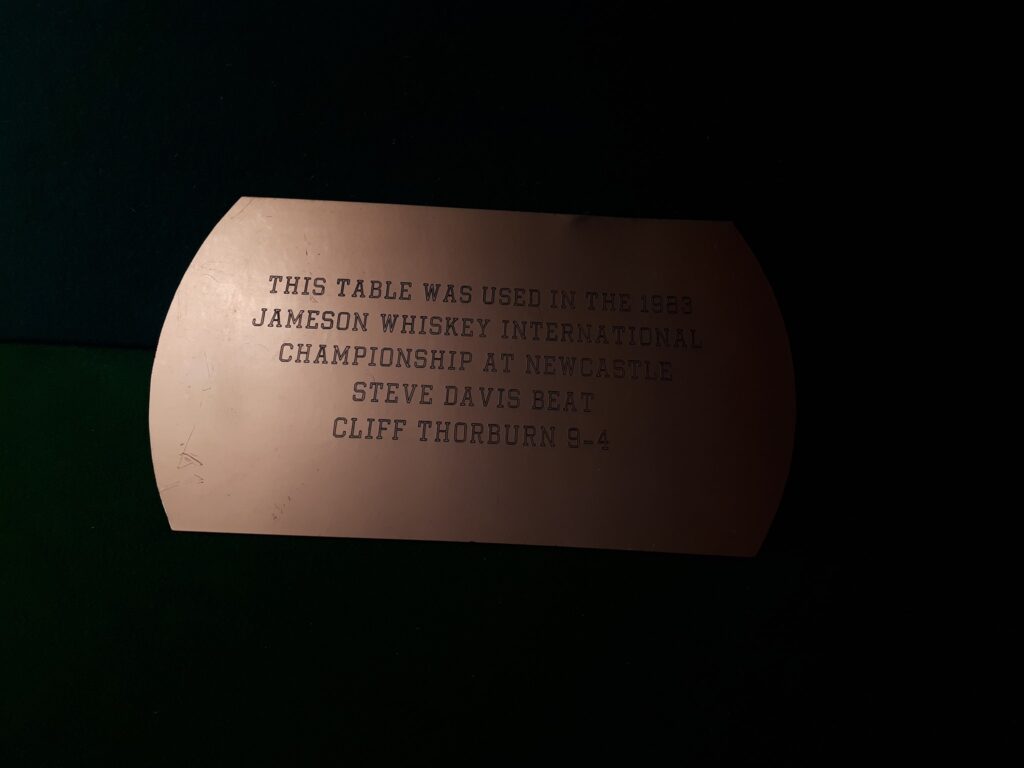 THIS TABLE WAS USED IN THE 1983
JAMESON WHISKEY INTERNATIONAL
CHAMPIONSHIP AT NEWCASTLE
STEVE DAVIS BEAT
CLIFF THORBURN 9-4